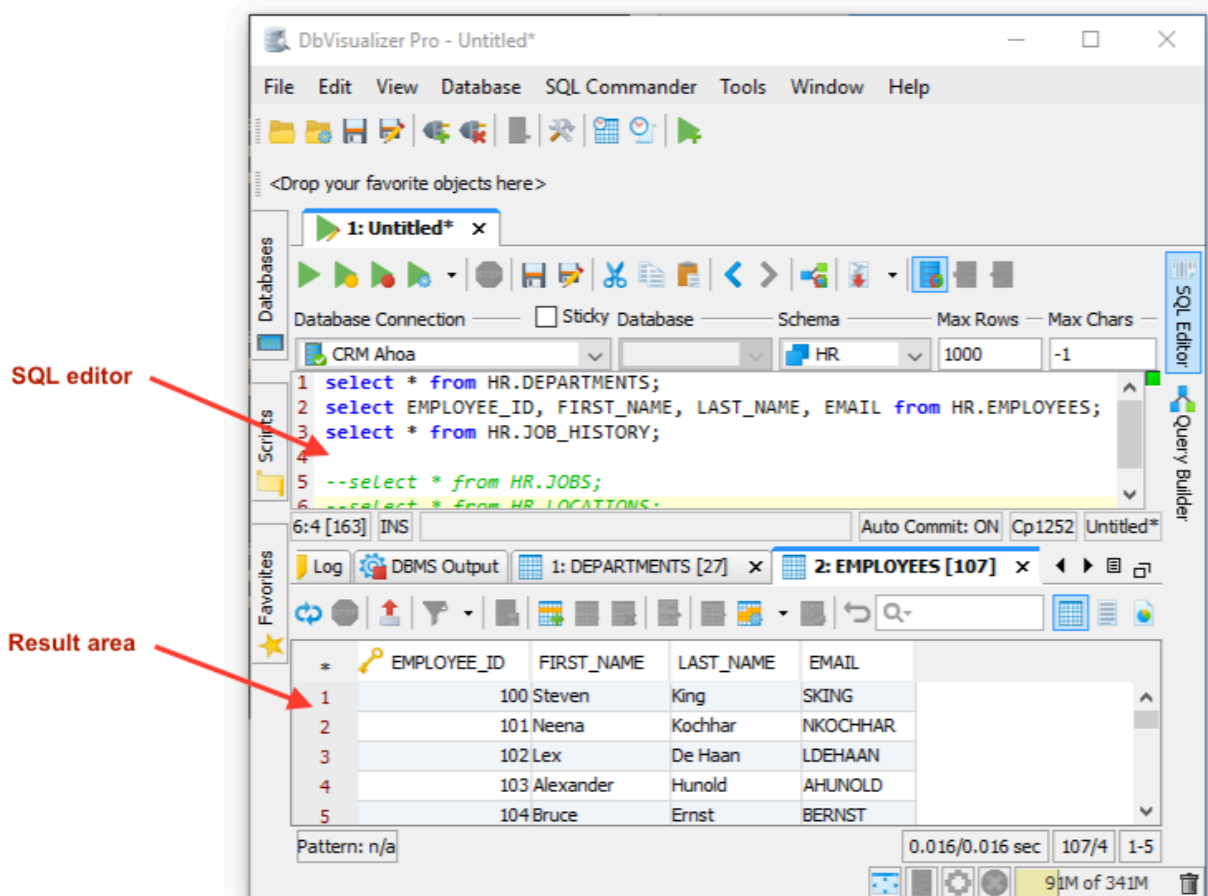 DbVisualizer Pro - Untitled*
File Edit View Database SQL Commander Tools Window Help
<Drop your favorite objects here>
1: Untitled*
Databases
Scripts
Favorites
SQL Editor
Query Builder
STOP
Database Connection Sticky Database Schema Max Rows Max Chars
CRM Ahoa HR 1000 -1
SQL editor
1 select * from HR.DEPARTMENTS;
2 select EMPLOYEE_ID, FIRST_NAME, LAST_NAME, EMAIL from HR.EMPLOYEES;
3 select * from HR.JOB_HISTORY;
4
5 --select * from HR.JOBS;
6 --select * from HR.LOCATIONS;
6:4 [163] INS Auto Commit: ON Cp1252 Untitled*
Log DBMS Output 1: DEPARTMENTS [27] 2: EMPLOYEES [107]
Result area
* EMPLOYEE_ID FIRST_NAME LAST_NAME EMAIL
1 100 Steven King SKING
2 101 Neena Kochhar NKOCHHAR
3 102 Lex De Haan LDEHAAN
4 103 Alexander Hunold AHUNOLD
5 104 Bruce Ernst BERNST
Pattern: n/a 0.016/0.016 sec 107/4 1-5
91M of 341M